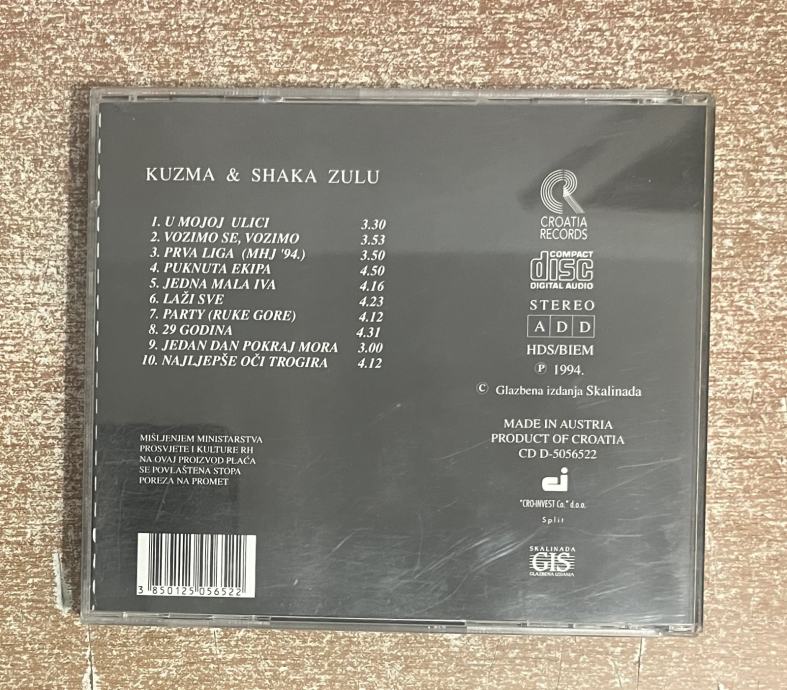 KUZMA & SHAKA ZULU
1. U MOJOJ ULICI 3.30
2. VOZIMO SE, VOZIMO 3.53
3. PRVA LIGA (MHJ '94.) 3.50
4. PUKNUTA EKIPA 4.50
5. JEDNA MALA IVA 4.16
6. LAŽI SVE 4.23
7. PARTY (RUKE GORE) 4.12
8. 29 GODINA 4.31
9. JEDAN DAN POKRAJ MORA 3.00
10. NAJLJEPŠE OČI TROGIRA 4.12
MIŠLJENJEM MINISTARSTVA
PROSVJETE I KULTURE RH
NA OVAJ PROIZVOD PLAĆA
SE POVLAŠTENA STOPA
POREZA NA PROMET
3 850125 056522
CROATIA
RECORDS
COMPACT
disc
DIGITAL AUDIO
STEREO
A D D
HDS/BIEM
℗ 1994.
© Glazbena izdanja Skalinada
MADE IN AUSTRIA
PRODUCT OF CROATIA
CD D-5056522
ci
"CRO-INVEST Co." d.o.o.
Split
SKALINADA
GIS
GLAZBENA IZDANJA